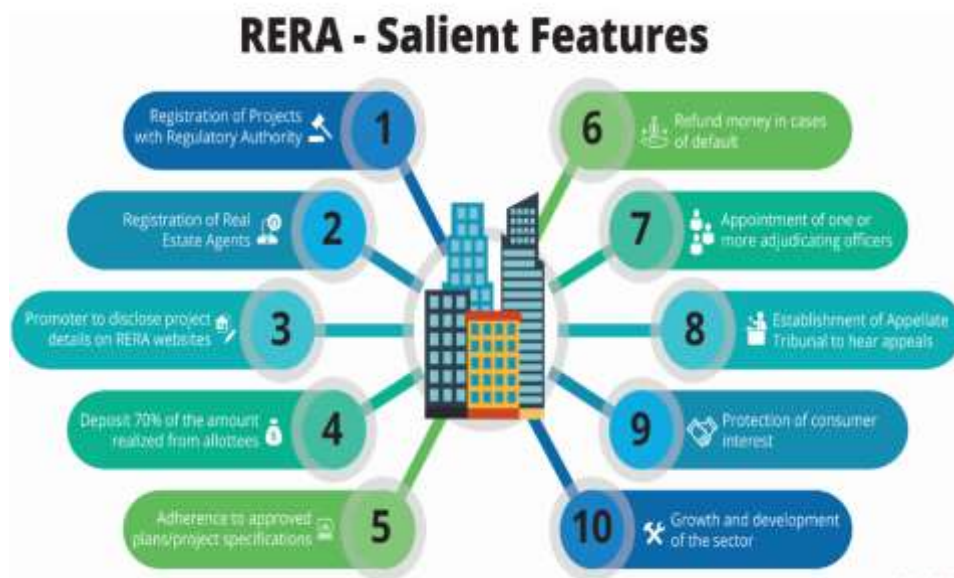 RERA - Salient Features
Registration of Projects
with Regulatory Authority
1
Registration of Real
Estate Agents
2
Promoter to disclose project
details on RERA websites
3
Deposit 70% of the amount
realized from allottees
4
Adherence to approved
plans/project specifications
5
6
Refund money in cases
of default
7
Appointment of one or
more adjudicating officers
8
Establishment of Appellate
Tribunal to hear appeals
9
Protection of consumer
interest
10
Growth and development
of the sector